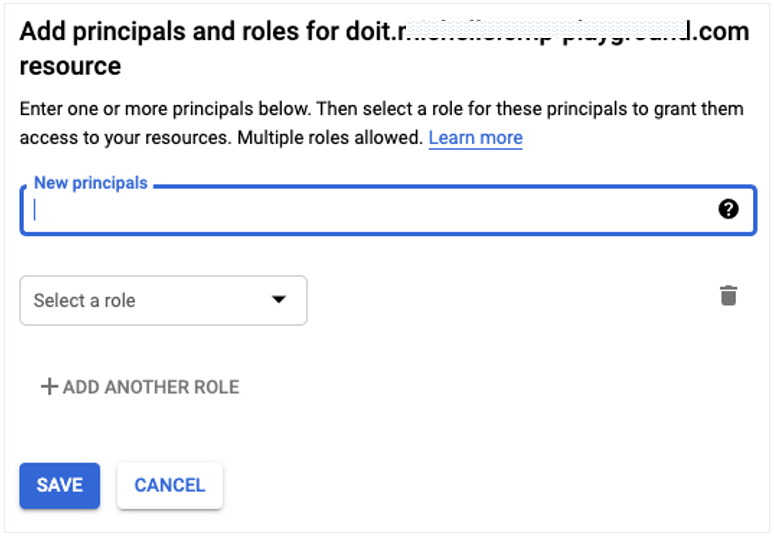 Add principals and roles for doit. .com
resource
Enter one or more principals below. Then select a role for these principals to grant them
access to your resources. Multiple roles allowed. Learn more
New principals
?
Select a role
+ ADD ANOTHER ROLE
SAVE CANCEL